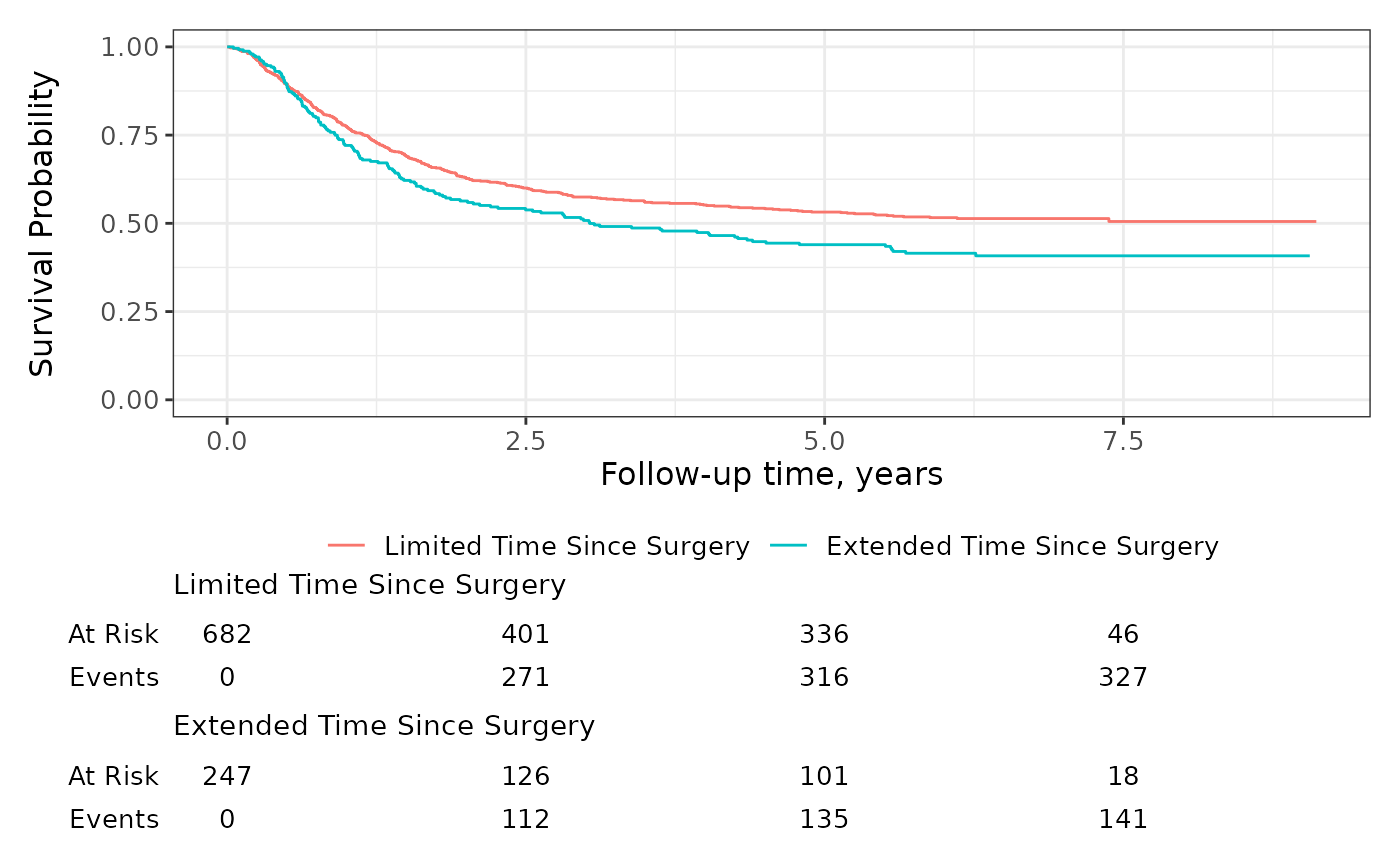 Survival Probability
1.00
0.75
0.50
0.25
0.00
0.0 2.5 5.0 7.5
Follow-up time, years
Limited Time Since Surgery Extended Time Since Surgery
Limited Time Since Surgery
At Risk 682 401 336 46
Events 0 271 316 327
Extended Time Since Surgery
At Risk 247 126 101 18
Events 0 112 135 141